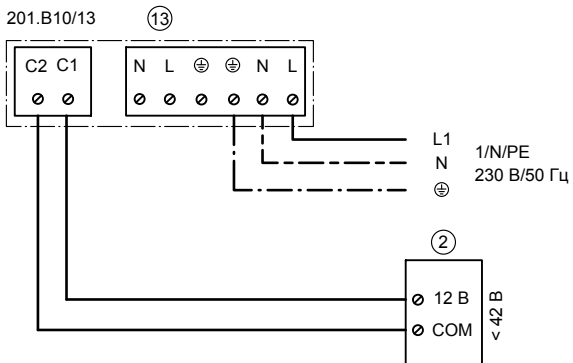 201.B10/13
13
C2 C1
N L N L
L1
N
1/N/PE
230 В/50 Гц
2
12 В
COM
< 42 В